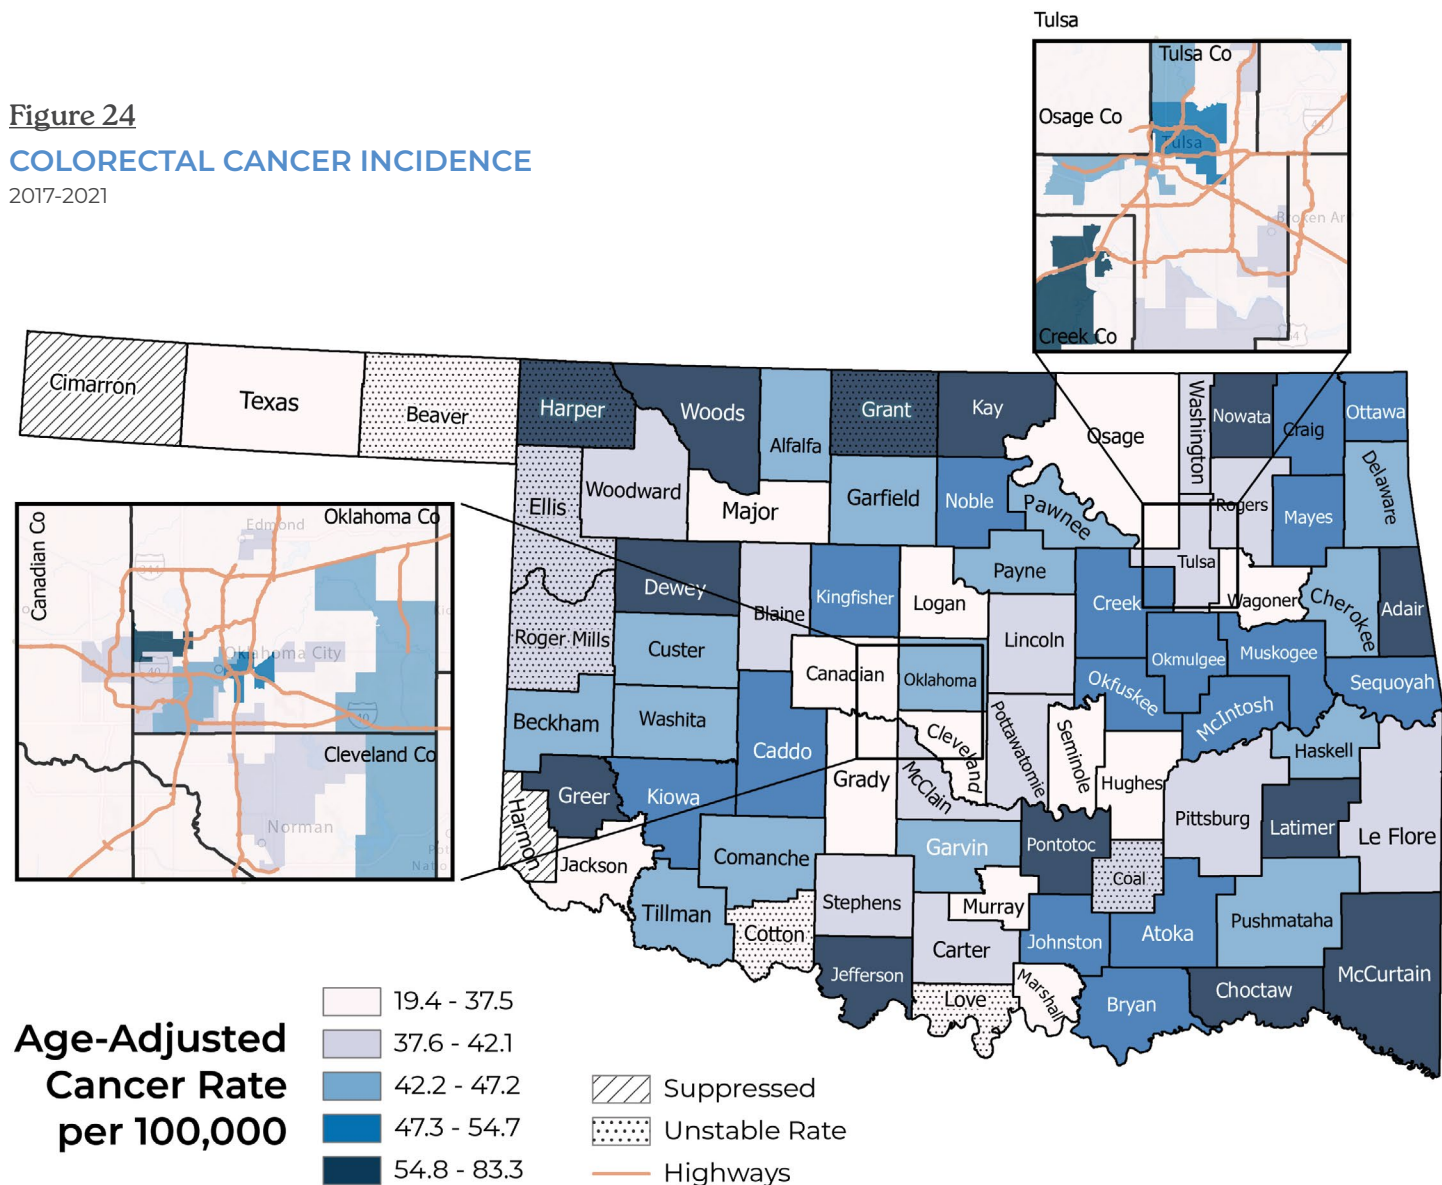 Figure 24
COLORECTAL CANCER INCIDENCE
2017-2021
Tulsa
Tulsa Co
Osage Co
Tulsa
44
Broken Ar
Creek Co
64
Cimarron
Texas
Beaver
Harper
Woods
Alfalfa
Grant
Kay
Osage
Washington
Nowata
Craig
Ottawa
Delaware
Ellis
Woodward
Major
Garfield
Noble
Pawnee
Rogers
Mayes
Canadian Co
Edmond
Oklahoma Co
344
Oklahoma City
40
40
Cleveland Co
Norman
Natio
Roger Mills
Dewey
Blaine
Kingfisher
Logan
Payne
Creek
Tulsa
Wagoner
Cherokee
Adair
Custer
Canadian
Oklahoma
Lincoln
Okmulgee
Muskogee
Sequoyah
Beckham
Washita
Caddo
Cleveland
Pottawatomie
Seminole
Okfuskee
McIntosh
Haskell
Harmon
Greer
Kiowa
Grady
McClain
Hughes
Pittsburg
Latimer
Le Flore
Jackson
Comanche
Garvin
Pontotoc
Coal
Tillman
Cotton
Stephens
Murray
Carter
Johnston
Atoka
Pushmataha
Jefferson
Love
Marshall
Bryan
Choctaw
McCurtain
Age-Adjusted
Cancer Rate
per 100,000
19.4 - 37.5
37.6 - 42.1
42.2 - 47.2
47.3 - 54.7
54.8 - 83.3
Suppressed
Unstable Rate
Highways